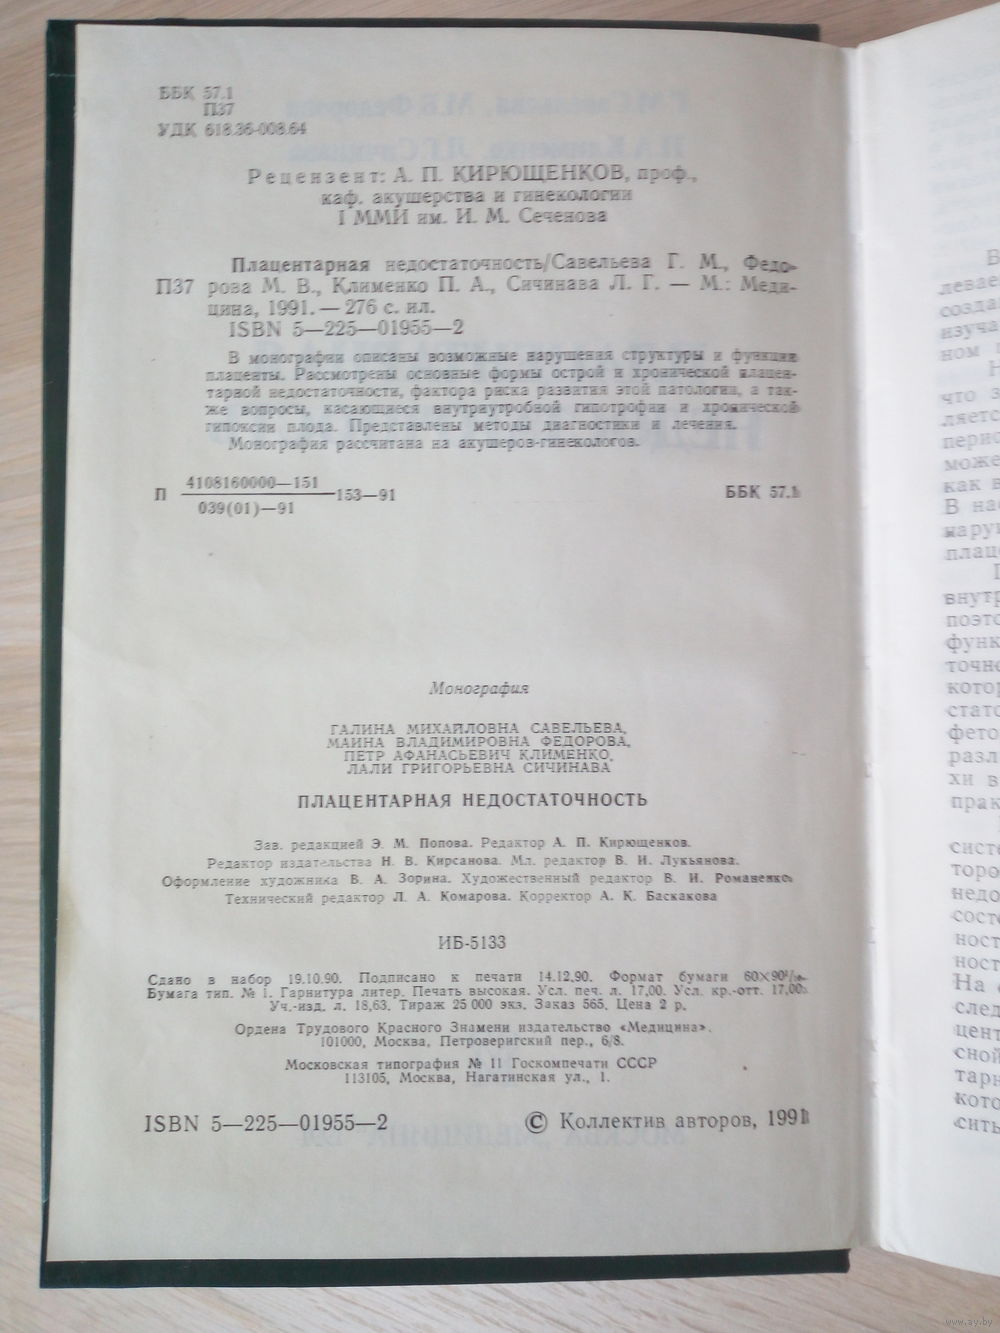 ББК 57.1
П37
УДК 618.36-008.64
Рецензент: А. П. КИРЮЩЕНКОВ, проф.,
каф. акушерства и гинекологии
I ММИ им. И. М. Сеченова
Плацентарная недостаточность/Савельева Г. М., Федо-
П37 рова М. В., Клименко П. А., Сичинава Л. Г. — М.: Меди-
цина, 1991. — 276 с. ил.
ISBN 5—225—01955—2
В монографии описаны возможные нарушения структуры и функции
плаценты. Рассмотрены основные формы острой и хронической плацен-
тарной недостаточности, фактора риска развития этой патологии, а так-
же вопросы, касающиеся внутриутробной гипотрофии и хронической
гипоксии плода. Представлены методы диагностики и лечения.
Монография рассчитана на акушеров-гинекологов.
П 4108160000—151
039(01)—91
153—91
ББК 57.1
Монография
ГАЛИНА МИХАЙЛОВНА САВЕЛЬЕВА,
МАИНА ВЛАДИМИРОВНА ФЕДОРОВА,
ПЕТР АФАНАСЬЕВИЧ КЛИМЕНКО,
ЛАЛИ ГРИГОРЬЕВНА СИЧИНАВА
ПЛАЦЕНТАРНАЯ НЕДОСТАТОЧНОСТЬ
Зав. редакцией Э. М. Попова. Редактор А. П. Кирющенков.
Редактор издательства Н. В. Кирсанова. Мл. редактор В. И. Лукьянова.
Оформление художника В. А. Зорина. Художественный редактор В. И. Романенко.
Технический редактор Л. А. Комарова. Корректор А. К. Баскакова
ИБ-5133
Сдано в набор 19.10.90. Подписано к печати 14.12.90. Формат бумаги
Бумага тип. № 1. Гарнитура литер. Печать высокая. Усл. печ. л. 17,00. Усл. кр.-отт. 17,00.
Уч.-изд. л. 18,63. Тираж 25 000 экз. Заказ 565. Цена 2 р.
Ордена Трудового Красного Знамени издательство «Медицина».
101000, Москва, Петроверигский пер., 6/8.
Московская типография № 11 Госкомпечати СССР
113105, Москва, Нагатинская ул., 1.
ISBN 5—225—01955—2
© Коллектив авторов, 1991
www.ay.by